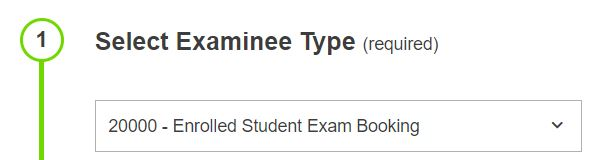 1 Select Examinee Type (required)
20000 - Enrolled Student Exam Booking